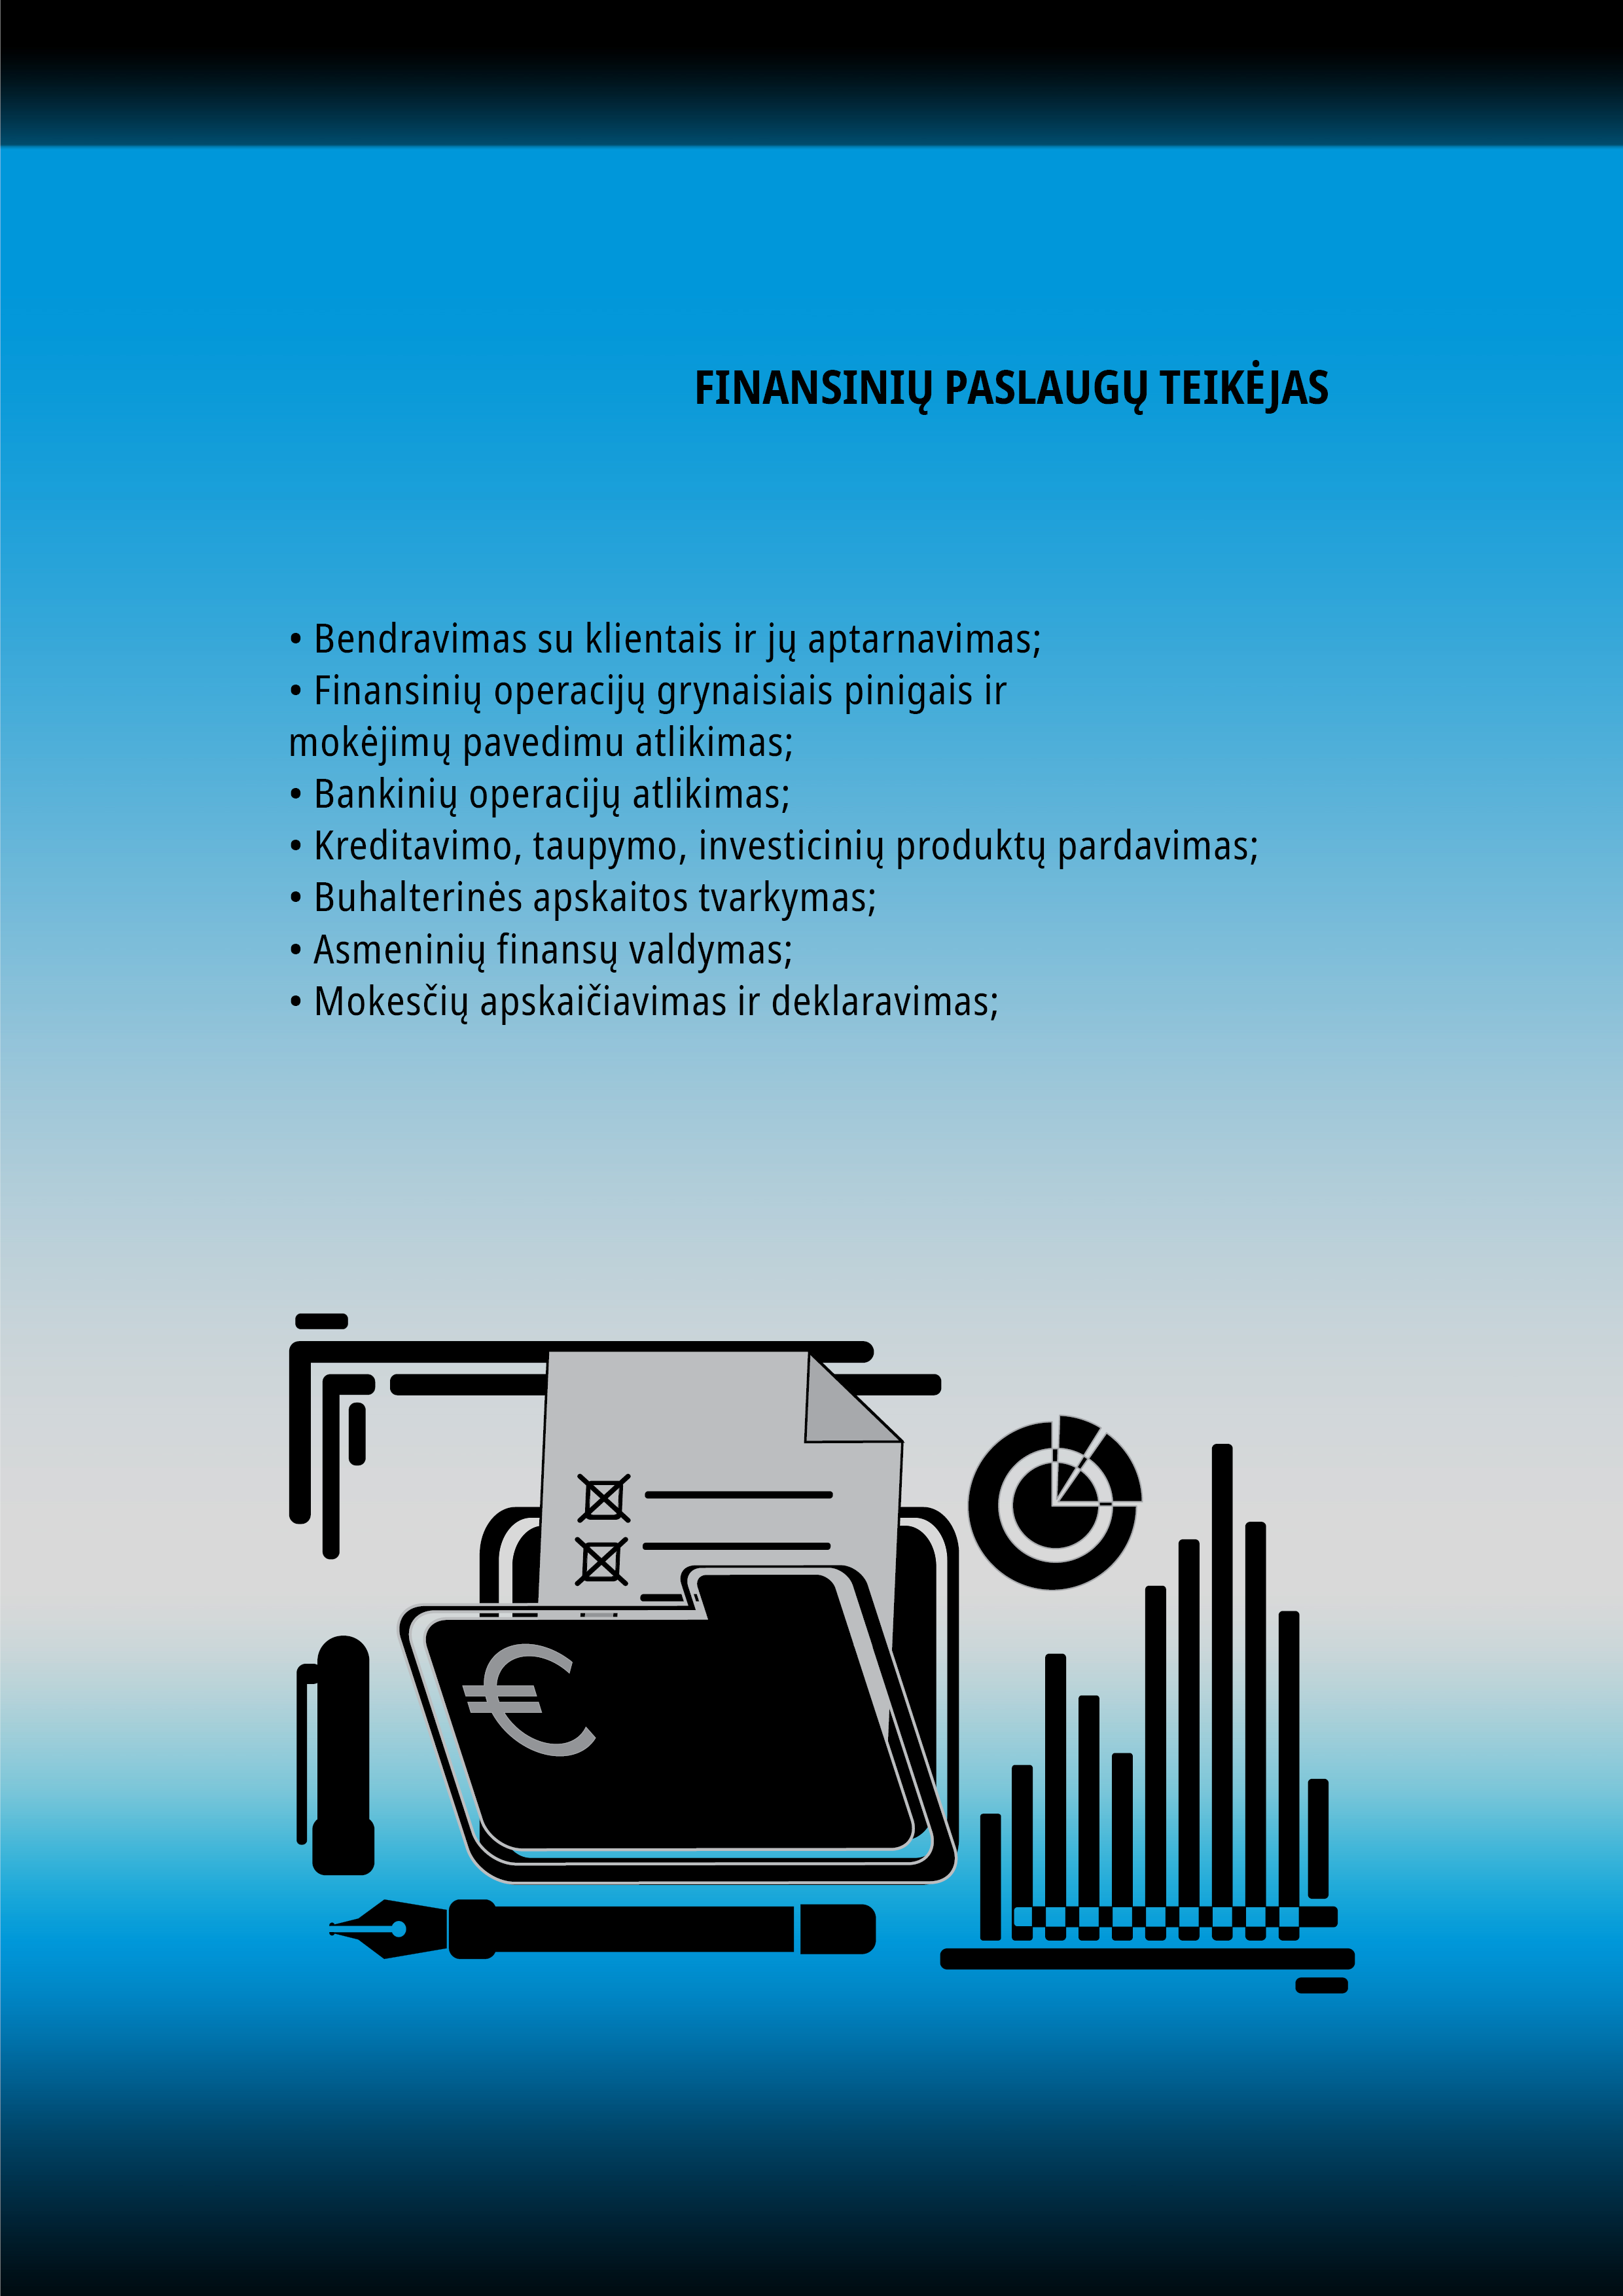 FINANSINIŲ PASLAUGŲ TEIKĖJAS
• Bendravimas su klientais ir jų aptarnavimas;
• Finansinių operacijų grynaisiais pinigais ir
mokėjimų pavedimu atlikimas;
• Bankinių operacijų atlikimas;
• Kreditavimo, taupymo, investicinių produktų pardavimas;
• Buhalterinės apskaitos tvarkymas;
• Asmeninių finansų valdymas;
• Mokesčių apskaičiavimas ir deklaravimas;
€